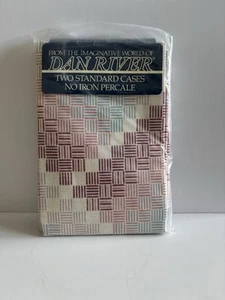 FROM THE IMAGINATIVE WORLD OF
DAN RIVER
TWO STANDARD CASES
NO IRON PERCALE